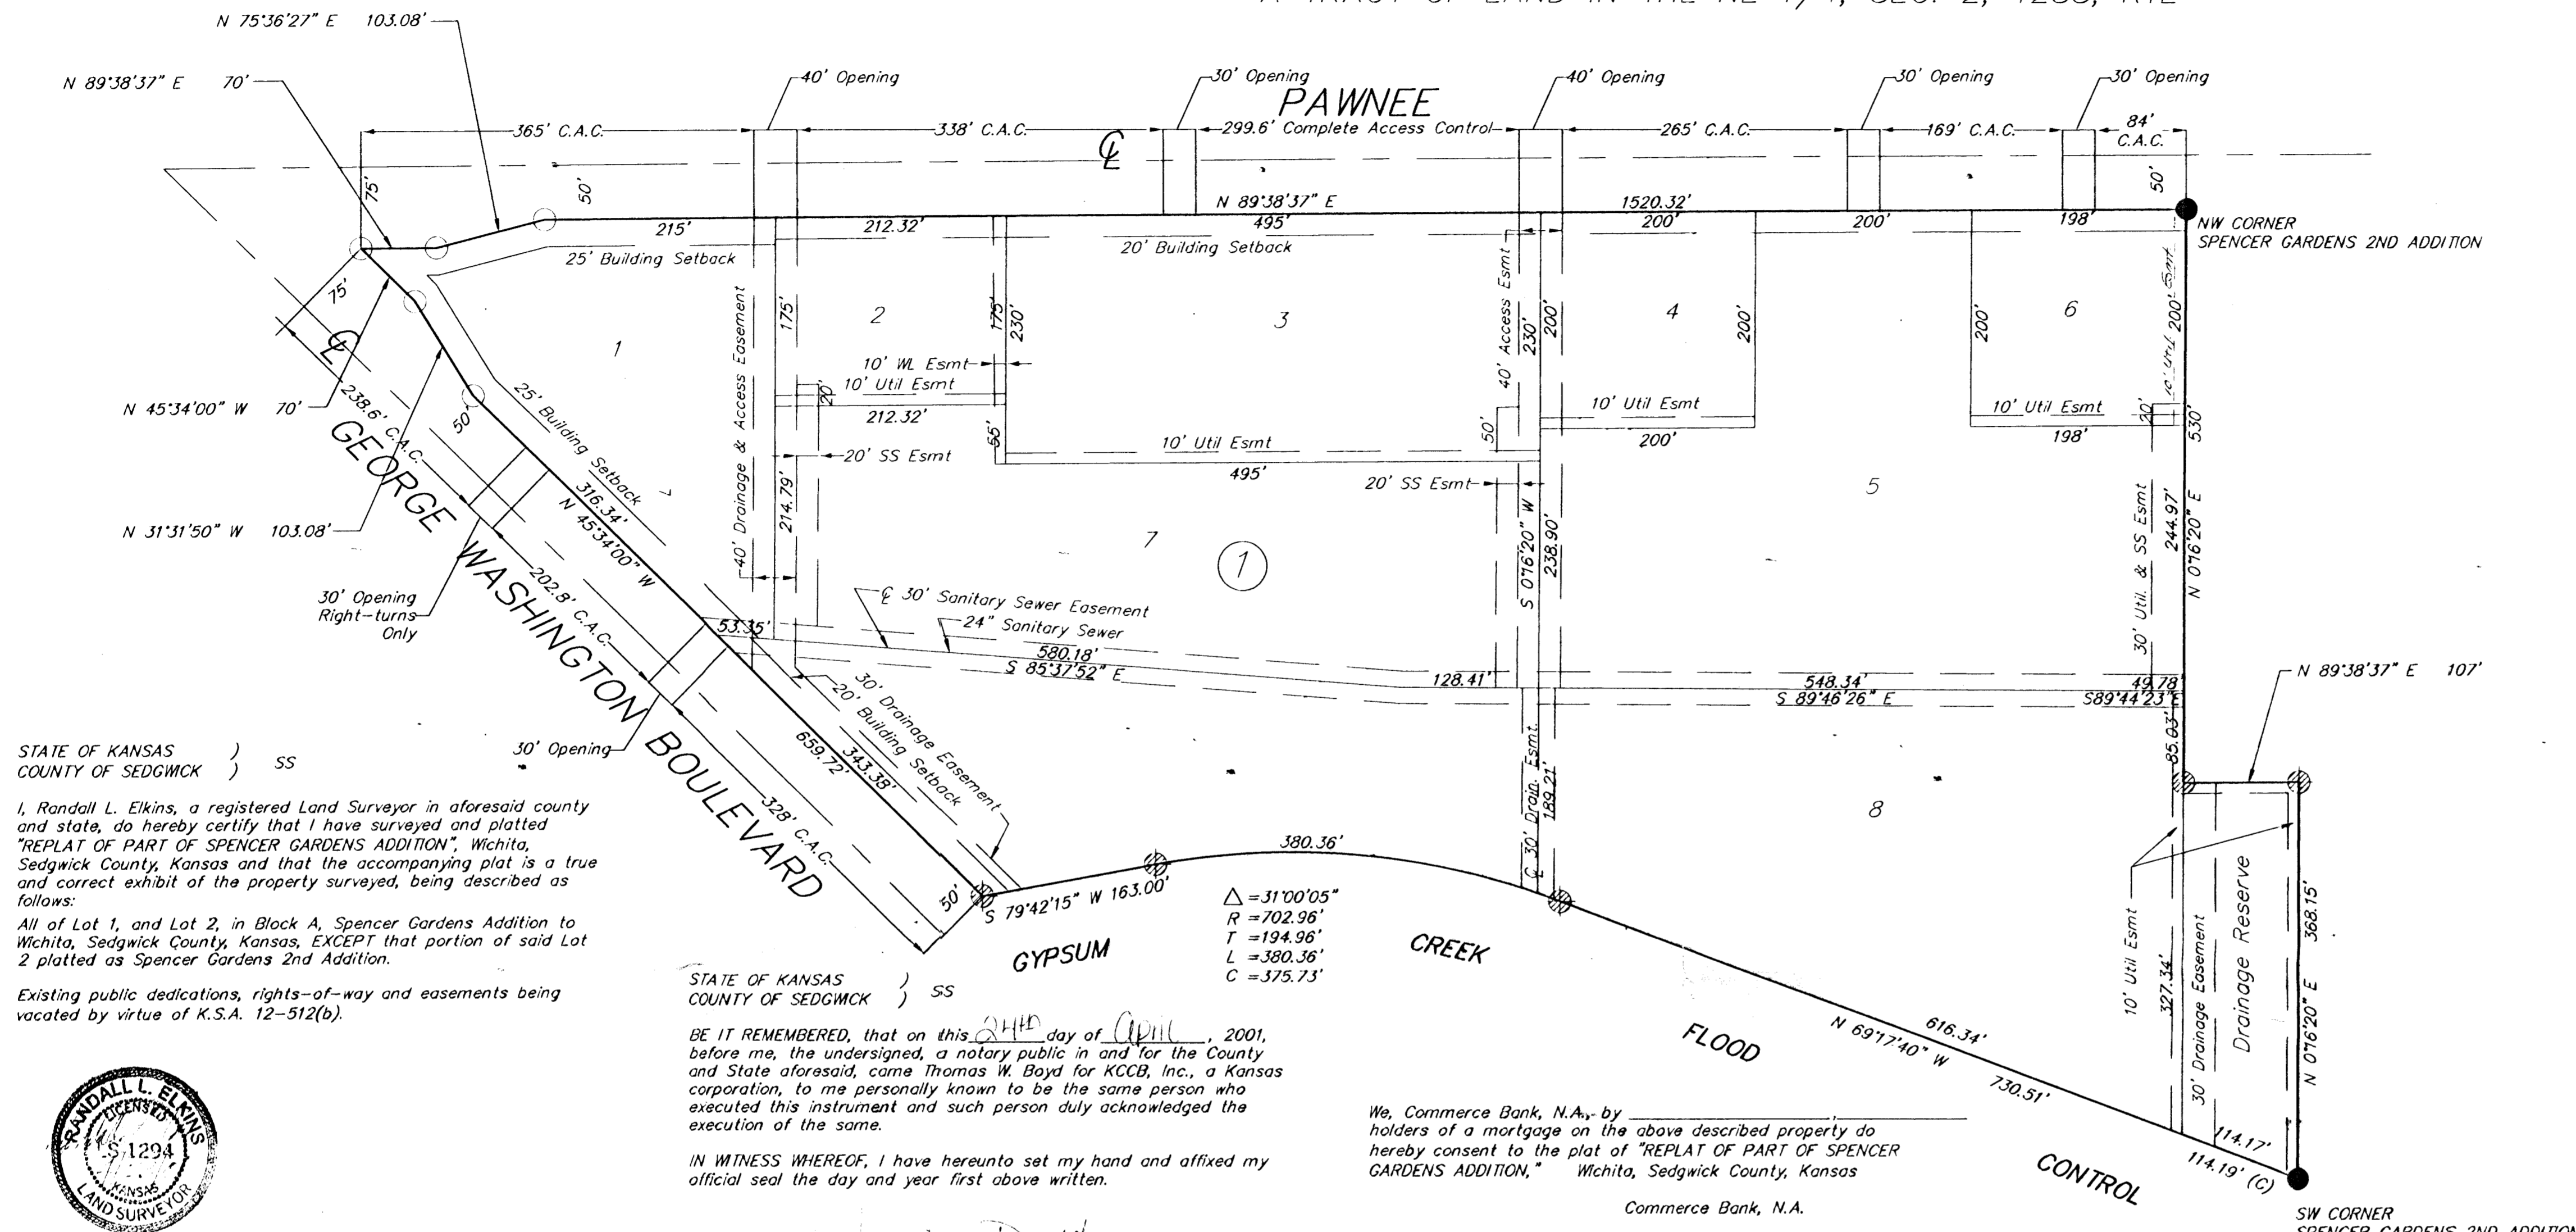 A TRACT OF LAND IN THE NE 1/4, SEC. 2, T28S, R1E
N 75°36'27" E 103.08'
N 89°38'37" E 70'
40' Opening
30' Opening
PAWNEE
40' Opening
30' Opening
30' Opening
365' C.A.C.
338' C.A.C.
299.6' Complete Access Control
265' C.A.C.
169' C.A.C.
84'
C.A.C.
℄
75'
50'
50'
N 89°38'37" E
1520.32'
215'
212.32'
495'
200'
200'
198'
NW CORNER
SPENCER GARDENS 2ND ADDITION
25' Building Setback
20' Building Setback
75'
℄
1
2
3
4
6
40' Drainage & Access Easement
175'
175'
230'
40' Access Esmt
230'
200'
200'
200'
10' Util Esmt
200'
10' WL Esmt
10' Util Esmt
20'
212.32'
55'
N 45°34'00" W 70'
238.6' C.A.C.
50'
25' Building Setback
10' Util Esmt
200'
10' Util Esmt
198'
20'
530'
20' SS Esmt
10' Util Esmt
495'
50'
20' SS Esmt
214.79'
GEORGE WASHINGTON BOULEVARD
316.34'
N 45°34'00" W
N 31°31'50" W 103.08'
7
1
5
S 0°16'20" W
238.90'
30' Util. & SS Esmt
244.97'
N 0°16'20" E
30' Opening
Right-turns
Only
202.8' C.A.C.
℄ 30' Sanitary Sewer Easement
24" Sanitary Sewer
53.35'
580.18'
S 85°37'52" E
128.41'
548.34'
S 89°46'26" E
49.78
S89°44'23"E
N 89°38'37" E 107'
85.03'
30' Drainage Easement
20' Building Setback
30' Opening
659.72'
343.38'
328' C.A.C.
℄ 30' Drain. Esmt.
189.21'
8
380.36'
50'
S 79°42'15" W 163.00'
△ =31°00'05"
R =702.96'
T =194.96'
L =380.36'
C =375.73'
GYPSUM
CREEK
FLOOD
CONTROL
N 69°17'40" W
616.34'
730.51'
10' Util Esmt
327.34'
30' Drainage Easement
Drainage Reserve
368.15'
N 0°16'20" E
114.17'
114.19' (C)
SW CORNER
SPENCER GARDENS 2ND ADDITION
STATE OF KANSAS )
COUNTY OF SEDGWICK ) SS
I, Randall L. Elkins, a registered Land Surveyor in aforesaid county
and state, do hereby certify that I have surveyed and platted
"REPLAT OF PART OF SPENCER GARDENS ADDITION", Wichita,
Sedgwick County, Kansas and that the accompanying plat is a true
and correct exhibit of the property surveyed, being described as
follows:
All of Lot 1, and Lot 2, in Block A, Spencer Gardens Addition to
Wichita, Sedgwick County, Kansas, EXCEPT that portion of said Lot
2 platted as Spencer Gardens 2nd Addition.
Existing public dedications, rights-of-way and easements being
vacated by virtue of K.S.A. 12-512(b).
RANDALL L. ELKINS
LICENSED
LS 1294
KANSAS
LAND SURVEYOR
STATE OF KANSAS )
COUNTY OF SEDGWICK ) SS
BE IT REMEMBERED, that on this 24th day of April, 2001,
before me, the undersigned, a notary public in and for the County
and State aforesaid, came Thomas W. Boyd for KCCB, Inc., a Kansas
corporation, to me personally known to be the same person who
executed this instrument and such person duly acknowledged the
execution of the same.
IN WITNESS WHEREOF, I have hereunto set my hand and affixed my
official seal the day and year first above written.
We, Commerce Bank, N.A., by
holders of a mortgage on the above described property do
hereby consent to the plat of "REPLAT OF PART OF SPENCER
GARDENS ADDITION," Wichita, Sedgwick County, Kansas
Commerce Bank, N.A.